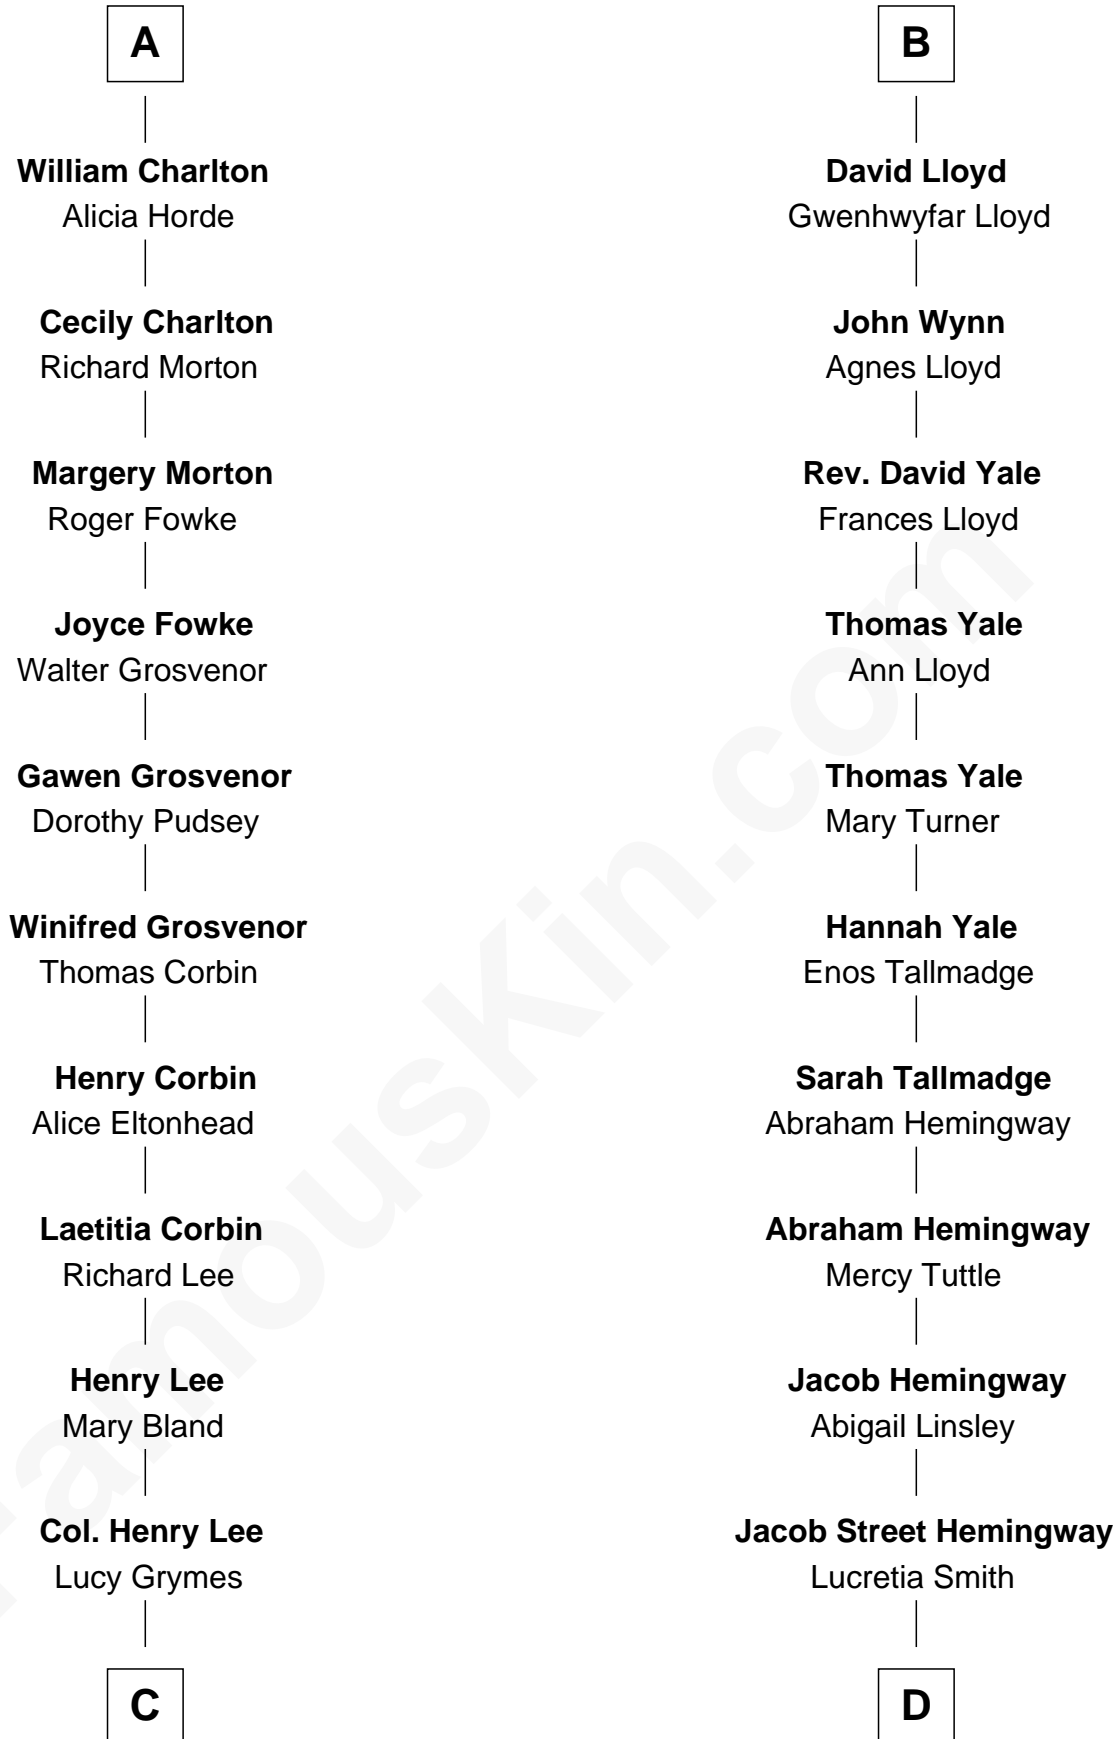 A
William Charlton
Alicia Horde
Cecily Charlton
Richard Morton
Margery Morton
Roger Fowke
Joyce Fowke
Walter Grosvenor
Gawen Grosvenor
Dorothy Pudsey
Winifred Grosvenor
Thomas Corbin
Henry Corbin
Alice Eltonhead
Laetitia Corbin
Richard Lee
Henry Lee
Mary Bland
Col. Henry Lee
Lucy Grymes
C
B
David Lloyd
Gwenhwyfar Lloyd
John Wynn
Agnes Lloyd
Rev. David Yale
Frances Lloyd
Thomas Yale
Ann Lloyd
Thomas Yale
Mary Turner
Hannah Yale
Enos Tallmadge
Sarah Tallmadge
Abraham Hemingway
Abraham Hemingway
Mercy Tuttle
Jacob Hemingway
Abigail Linsley
Jacob Street Hemingway
Lucretia Smith
D
FamousKin.com